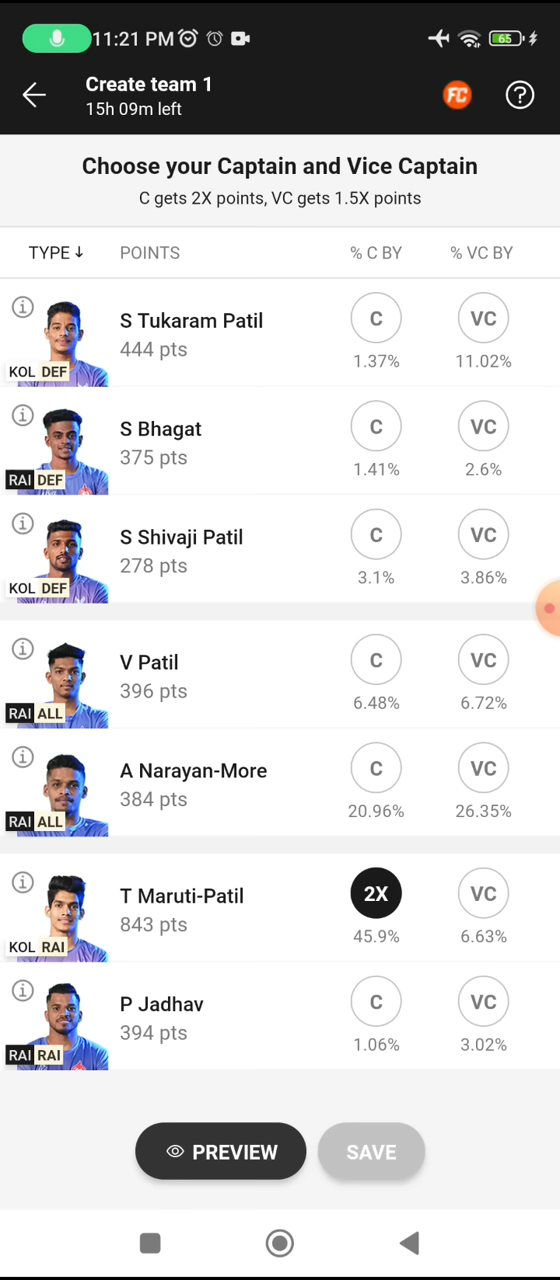 11:21 PM
65
Create team 1
15h 09m left
FC
?
Choose your Captain and Vice Captain
C gets 2X points, VC gets 1.5X points
TYPE↓ POINTS % C BY % VC BY
S Tukaram Patil
444 pts
C VC
1.37% 11.02%
KOL DEF
S Bhagat
375 pts
C VC
1.41% 2.6%
RAI DEF
S Shivaji Patil
278 pts
C VC
3.1% 3.86%
KOL DEF
V Patil
396 pts
C VC
6.48% 6.72%
RAI ALL
A Narayan-More
384 pts
C VC
20.96% 26.35%
RAI ALL
T Maruti-Patil
843 pts
2X VC
45.9% 6.63%
KOL RAI
P Jadhav
394 pts
C VC
1.06% 3.02%
RAI RAI
PREVIEW SAVE